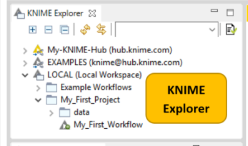 KNIME Explorer
My-KNIME-Hub (hub.knime.com)
EXAMPLES (knime@hub.knime.com)
LOCAL (Local Workspace)
Example Workflows
My_First_Project
data
My_First_Workflow
KNIME
Explorer